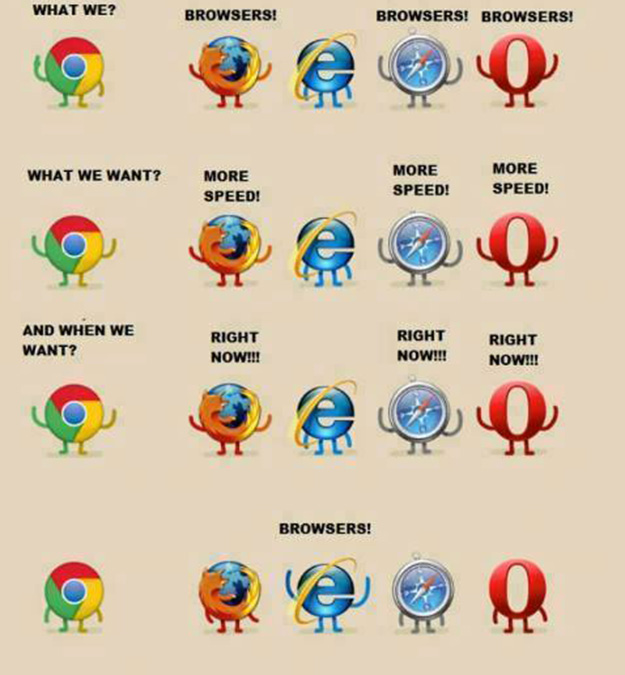 WHAT WE?
BROWSERS!
BROWSERS!
BROWSERS!
WHAT WE WANT?
MORE
SPEED!
MORE
SPEED!
MORE
SPEED!
AND WHEN WE
WANT?
RIGHT
NOW!!!
RIGHT
NOW!!!
RIGHT
NOW!!!
BROWSERS!